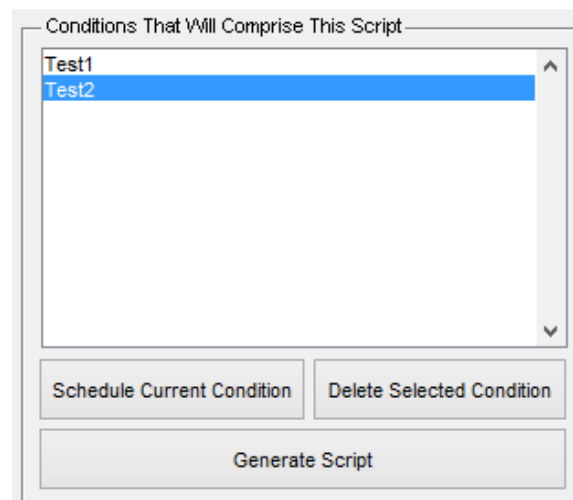 Conditions That Will Comprise This Script
Test1
Test2
Schedule Current Condition
Delete Selected Condition
Generate Script